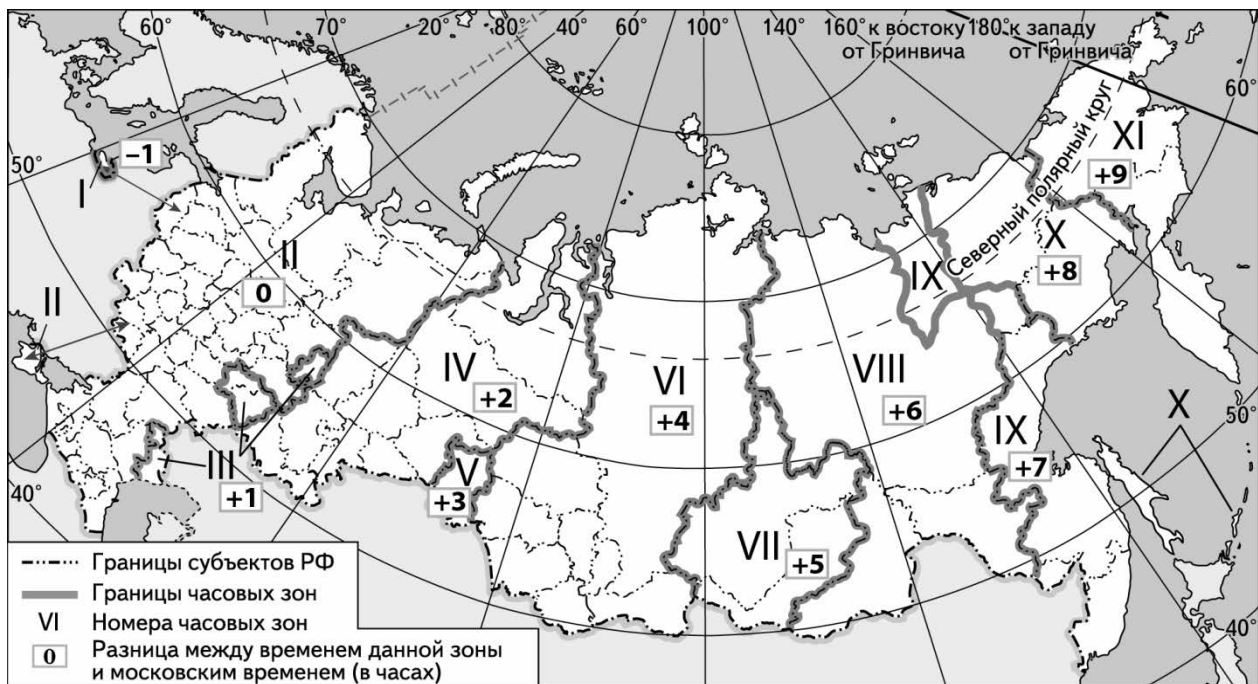 60° 70° 20° 40° 60° 100° 140° 160° к востоку 180° к западу
от Гринвича от Гринвича
60°
50°
−1
I
XI
+9
Северный полярный круг
II
0
X
+8
IX
II
IV
+2
VI
+4
VIII
+6
X
50°
IX
+7
III
+1
V
+3
40°
VII
+5
40°
Границы субъектов РФ
Границы часовых зон
VI Номера часовых зон
0 Разница между временем данной зоны
и московским временем (в часах)